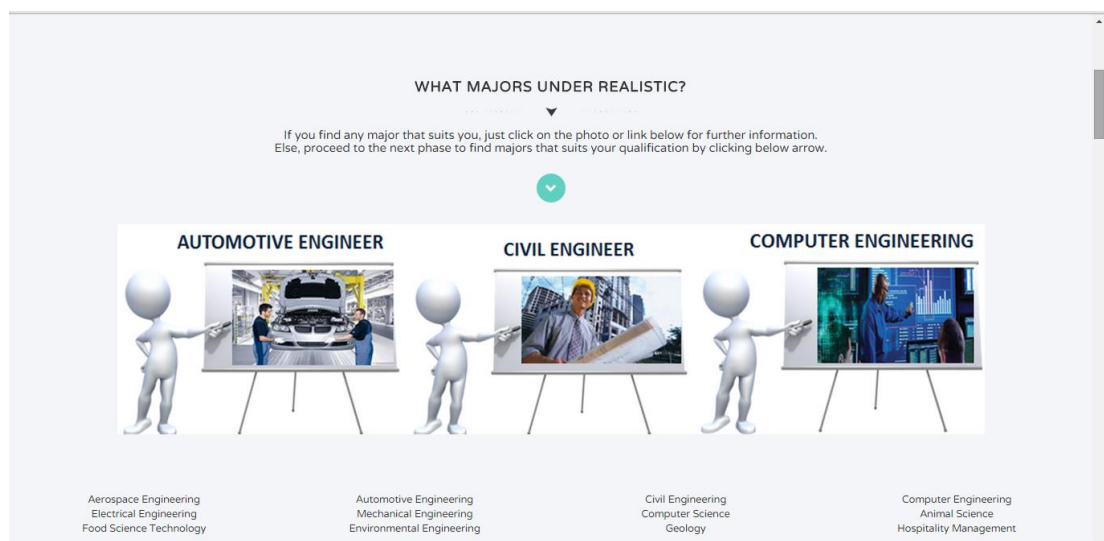 WHAT MAJORS UNDER REALISTIC?
If you find any major that suits you, just click on the photo or link below for further information.
Else, proceed to the next phase to find majors that suits your qualification by clicking below arrow.
AUTOMOTIVE ENGINEER
CIVIL ENGINEER
COMPUTER ENGINEERING
Aerospace Engineering
Electrical Engineering
Food Science Technology
Automotive Engineering
Mechanical Engineering
Environmental Engineering
Civil Engineering
Computer Science
Geology
Computer Engineering
Animal Science
Hospitality Management